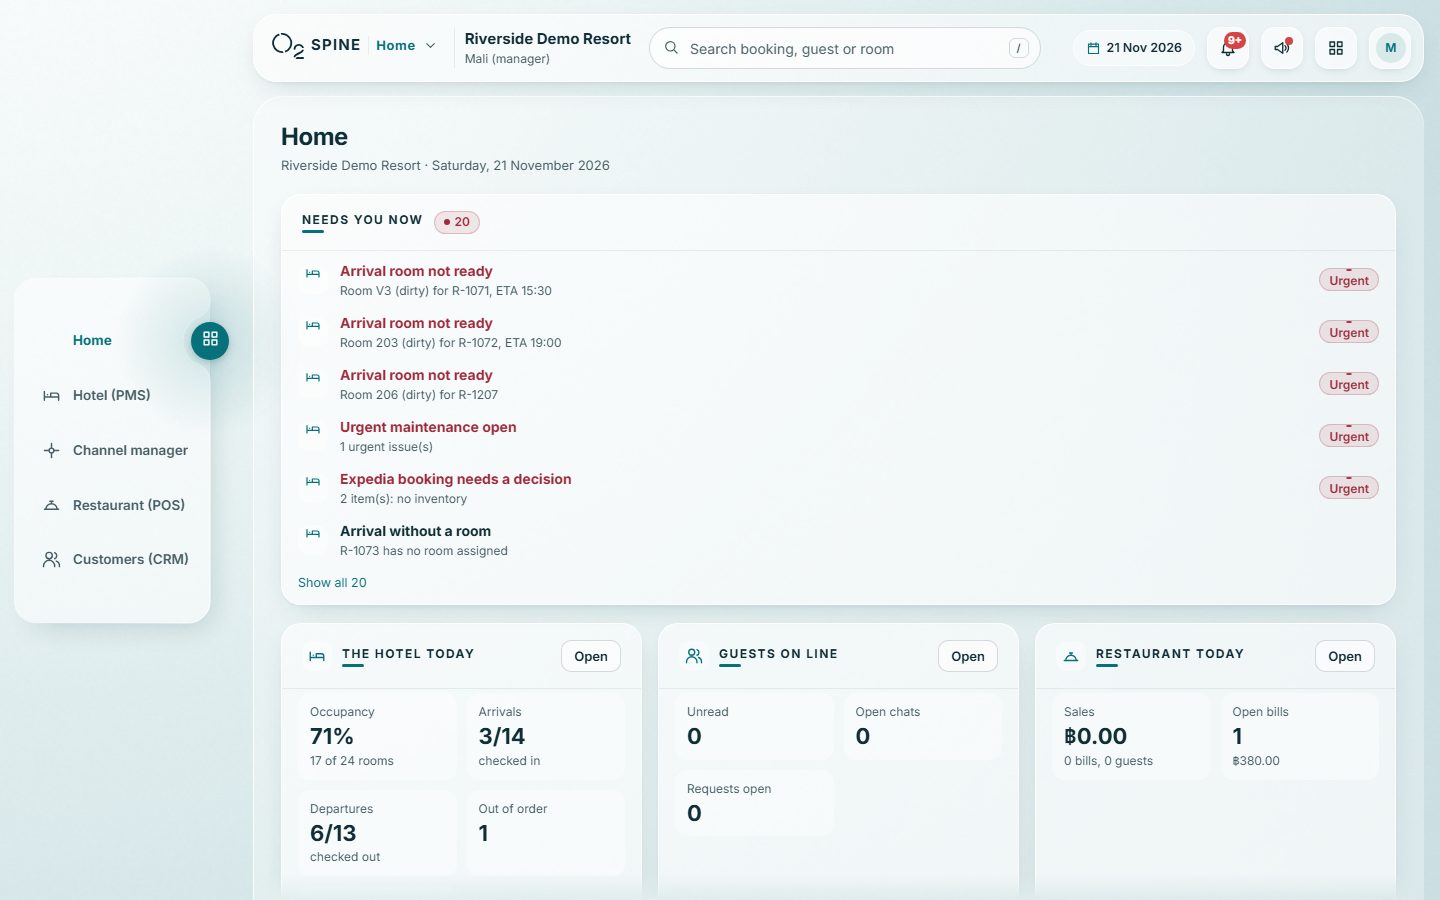 O2 SPINE Home
Riverside Demo Resort
Mali (manager)
Search booking, guest or room
/
21 Nov 2026
9+
M
Home
Riverside Demo Resort · Saturday, 21 November 2026
Home
Hotel (PMS)
Channel manager
Restaurant (POS)
Customers (CRM)
NEEDS YOU NOW 20
Arrival room not ready
Room V3 (dirty) for R-1071, ETA 15:30
Urgent
Arrival room not ready
Room 203 (dirty) for R-1072, ETA 19:00
Urgent
Arrival room not ready
Room 206 (dirty) for R-1207
Urgent
Urgent maintenance open
1 urgent issue(s)
Urgent
Expedia booking needs a decision
2 item(s): no inventory
Urgent
Arrival without a room
R-1073 has no room assigned
Show all 20
THE HOTEL TODAY
Open
Occupancy
71%
17 of 24 rooms
Arrivals
3/14
checked in
Departures
6/13
checked out
Out of order
1
GUESTS ON LINE
Open
Unread
0
Open chats
0
Requests open
0
RESTAURANT TODAY
Open
Sales
฿0.00
0 bills, 0 guests
Open bills
1
฿380.00